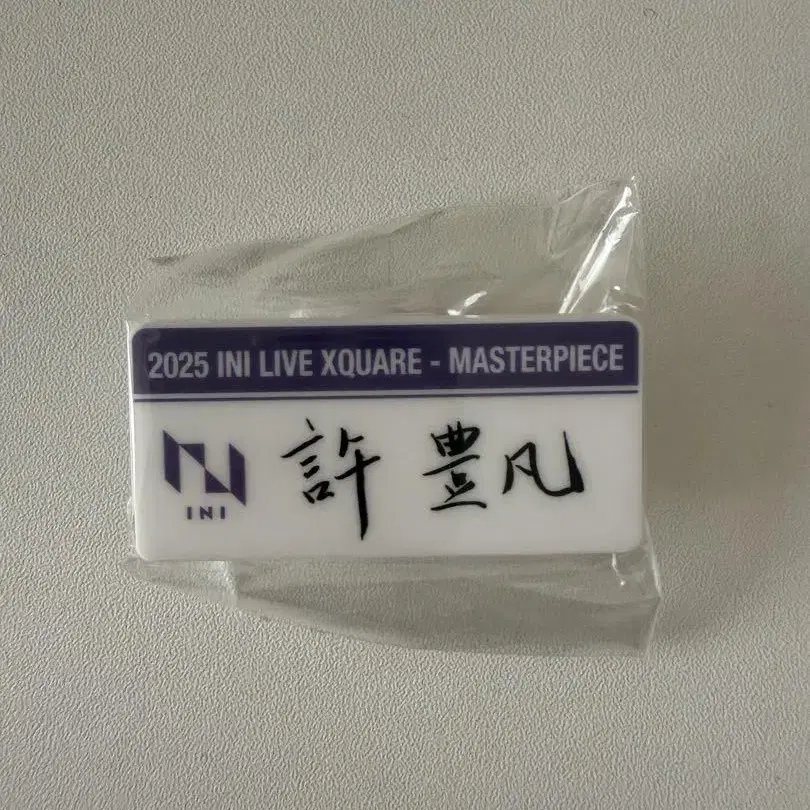 2025 INI LIVE XQUARE - MASTERPIECE
許 豊凡
INI